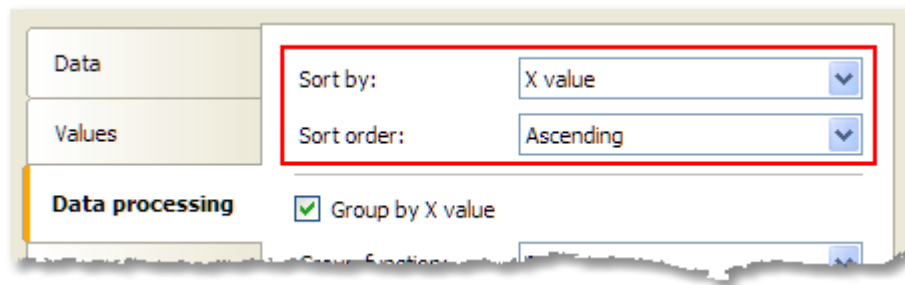 Data
Values
Data processing
Sort by:
X value
Sort order:
Ascending
Group by X value